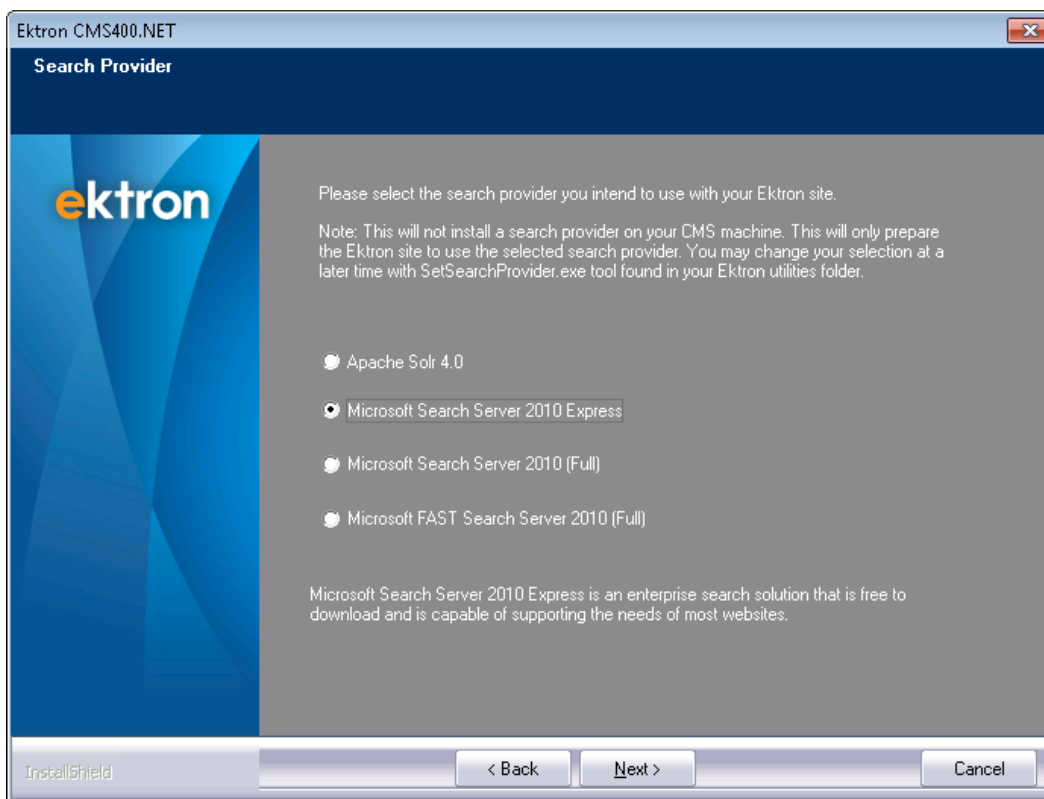 Ektron CMS400.NET
Search Provider
ektron
Please select the search provider you intend to use with your Ektron site.
Note: This will not install a search provider on your CMS machine. This will only prepare
the Ektron site to use the selected search provider. You may change your selection at a
later time with SetSearchProvider.exe tool found in your Ektron utilities folder.
Apache Solr 4.0
Microsoft Search Server 2010 Express
Microsoft Search Server 2010 (Full)
Microsoft FAST Search Server 2010 (Full)
Microsoft Search Server 2010 Express is an enterprise search solution that is free to
download and is capable of supporting the needs of most websites.
InstallShield
< Back
Next >
Cancel